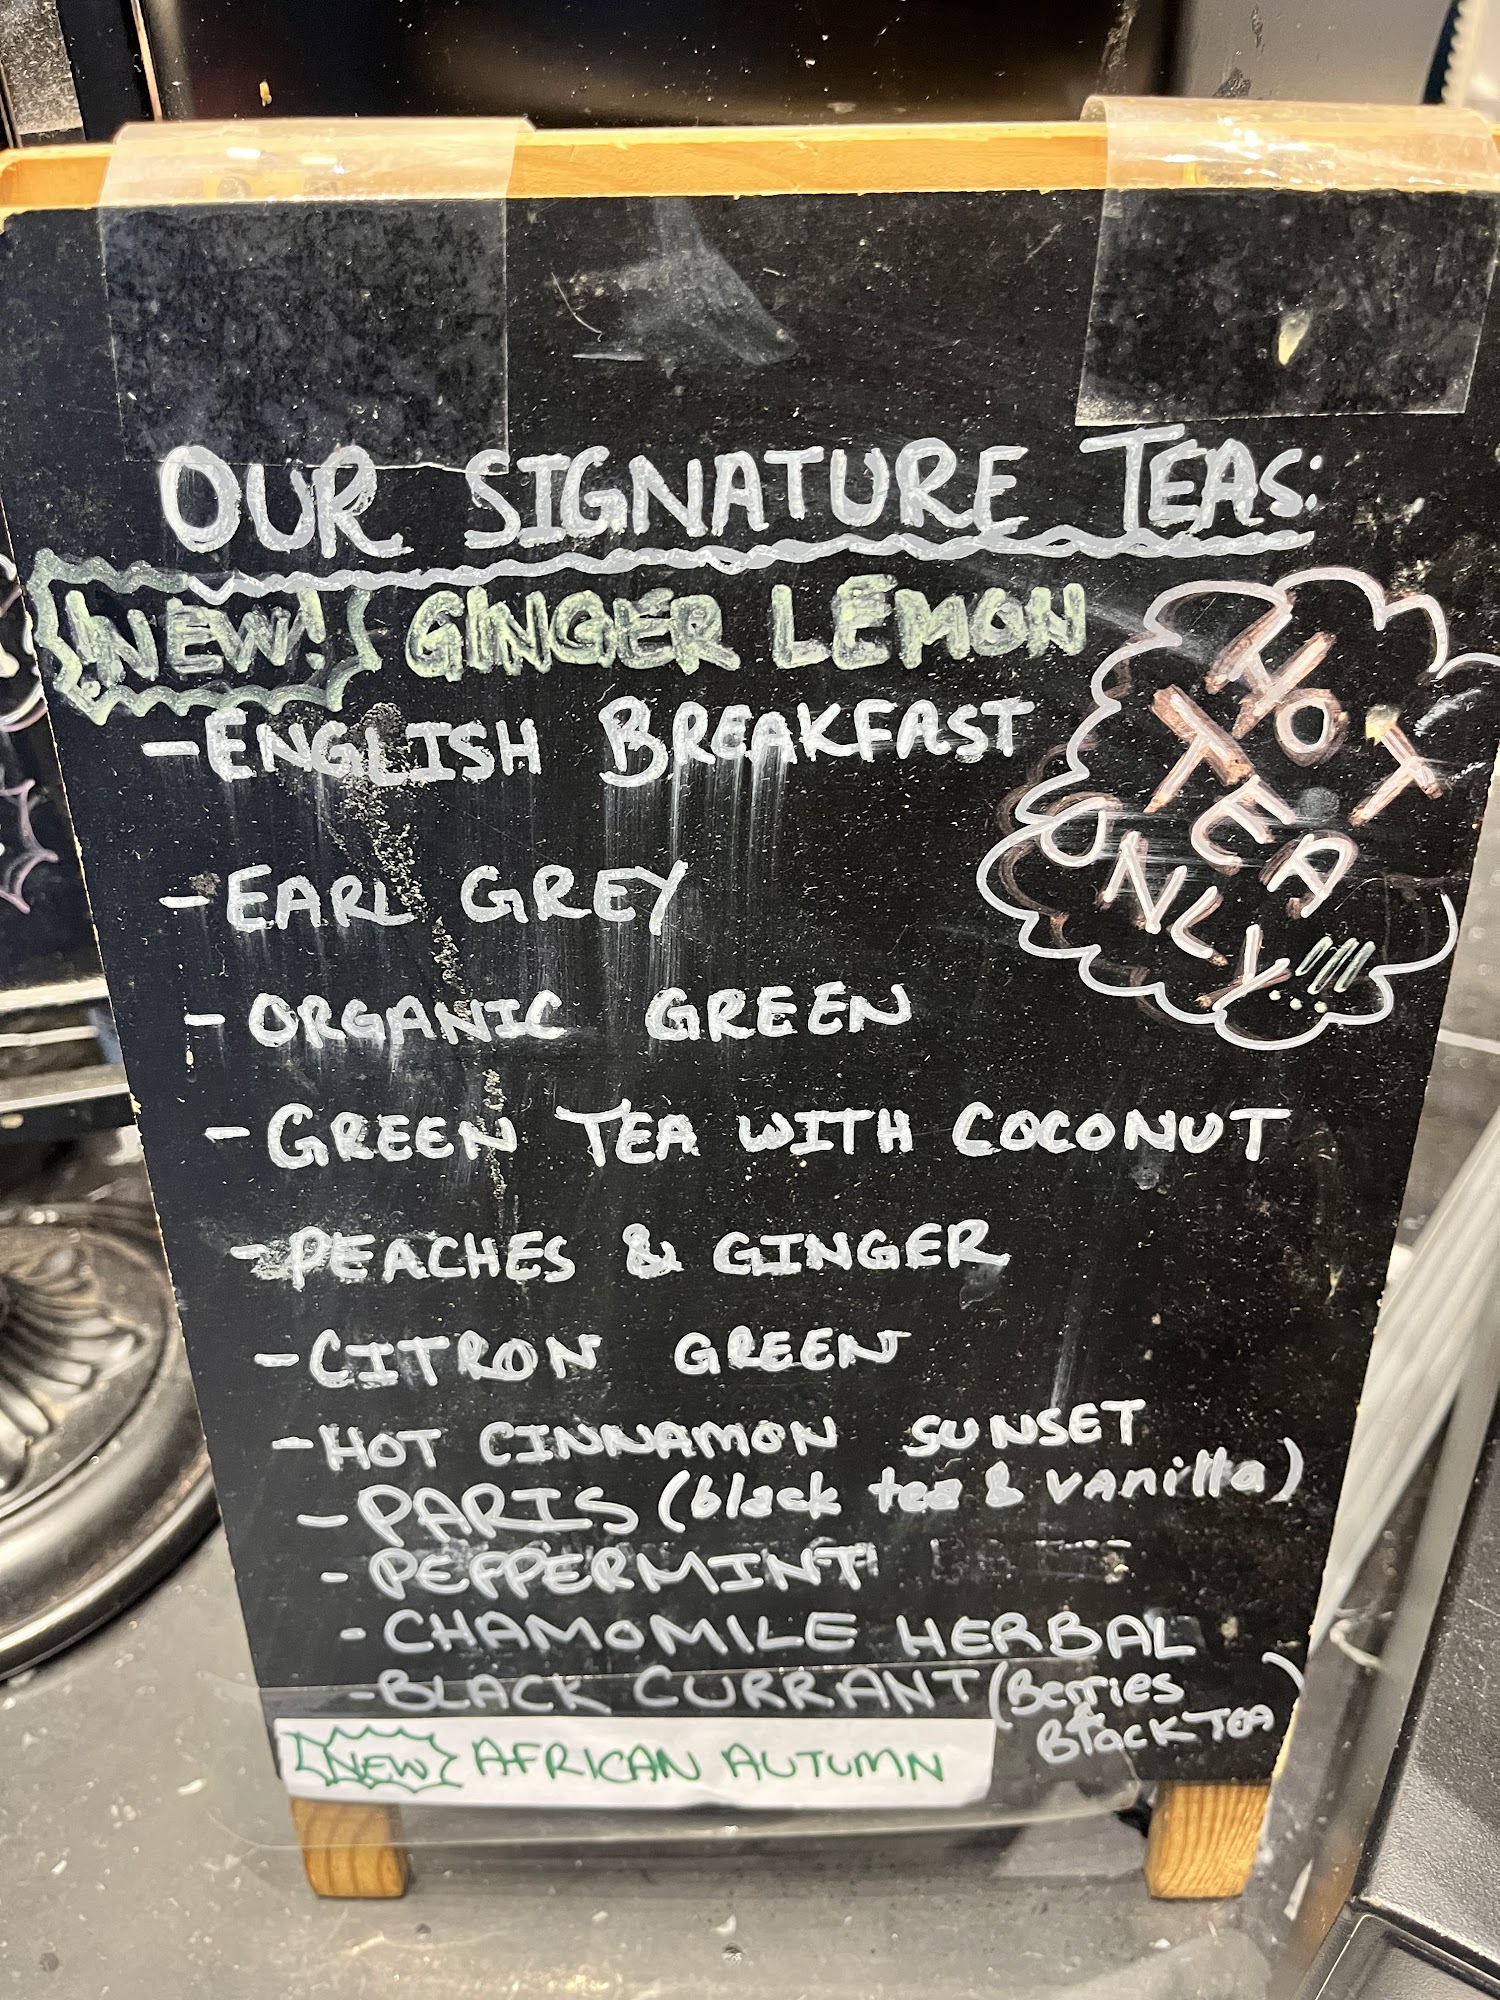 OUR SIGNATURE TEAS:
NEW! GINGER LEMON
HOT
TEA
ONLY!!!!
- ENGLISH BREAKFAST
- EARL GREY
- ORGANIC GREEN
- GREEN TEA WITH COCONUT
- PEACHES & GINGER
- CITRON GREEN
- HOT CINNAMON SUNSET
- PARIS (black tea & vanilla)
- PEPPERMINT
- CHAMOMILE HERBAL
- BLACK CURRANT (Berries
& Black TEA)
NEW AFRICAN AUTUMN